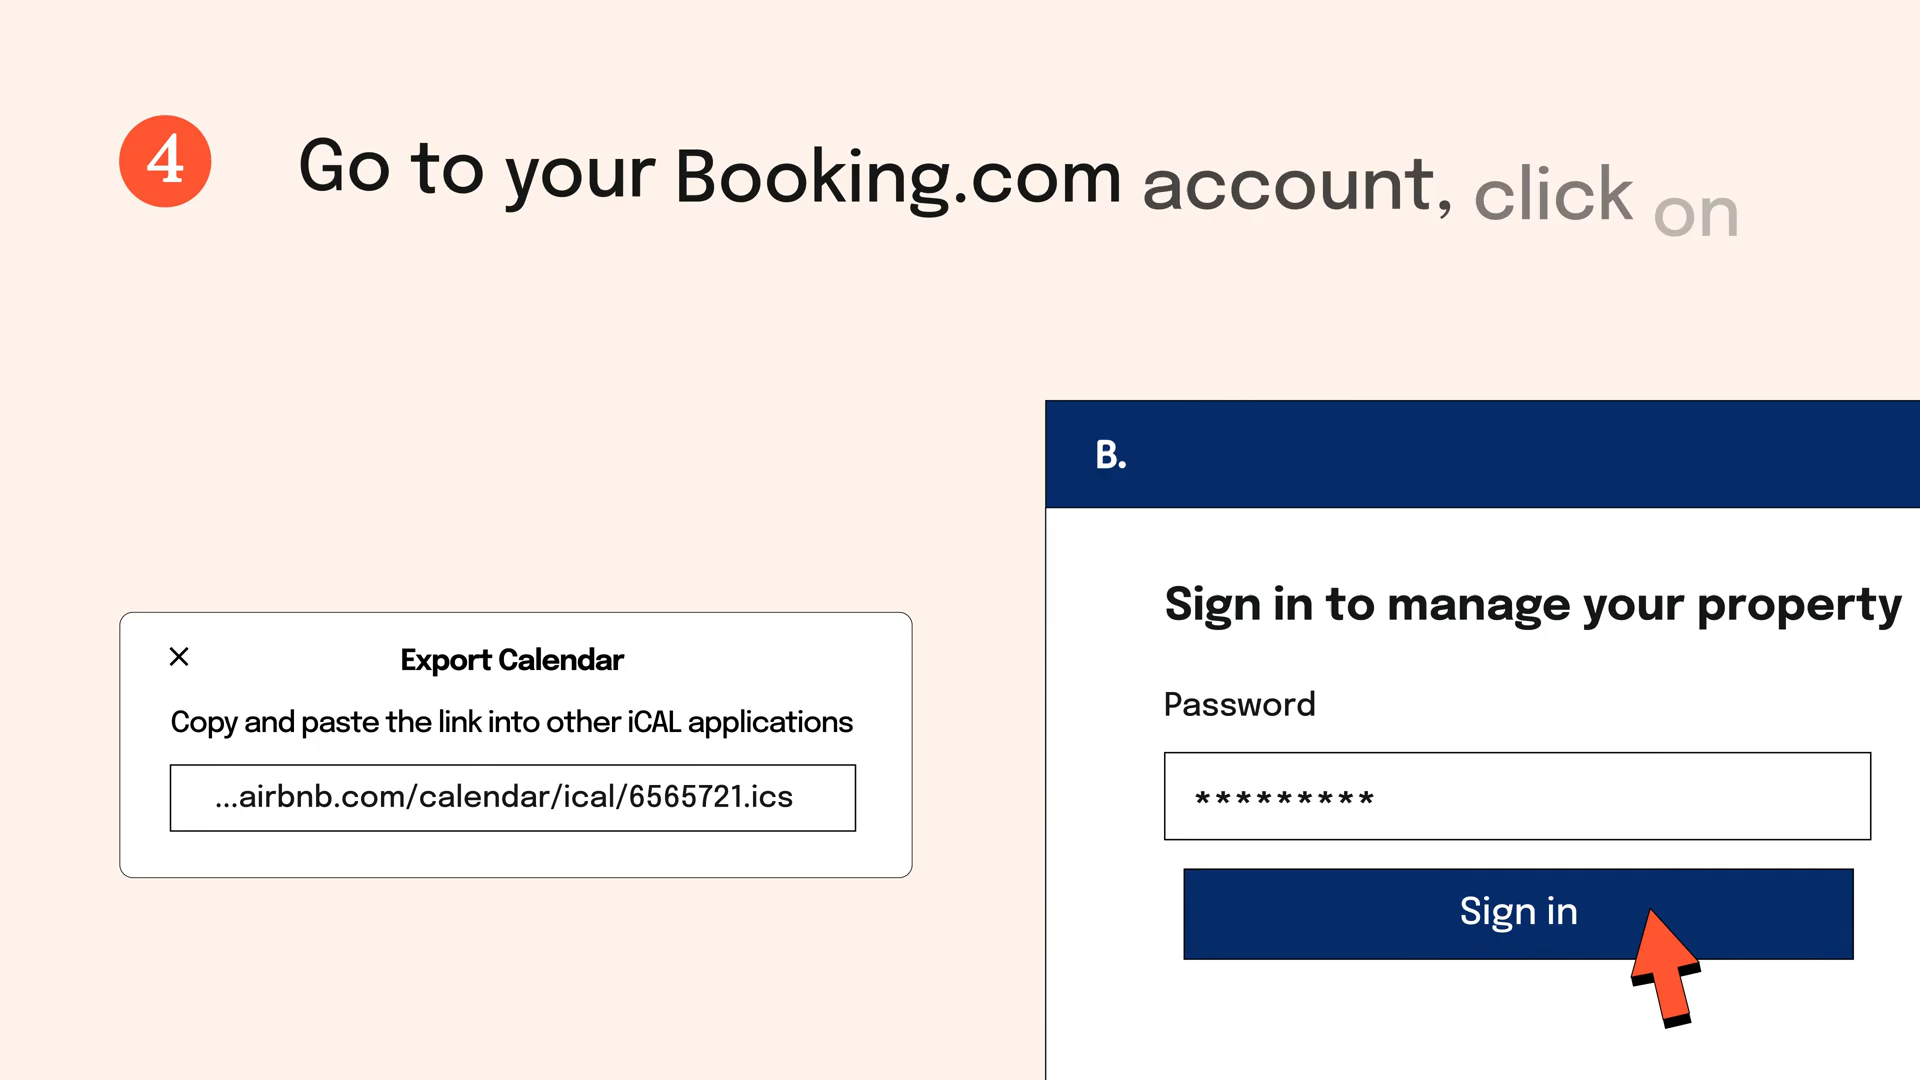 4
Go to your Booking.com account, click on
B.
Sign in to manage your property
Password
*********
Sign in
Export Calendar
Copy and paste the link into other iCAL applications
...airbnb.com/calendar/ical/6565721.ics